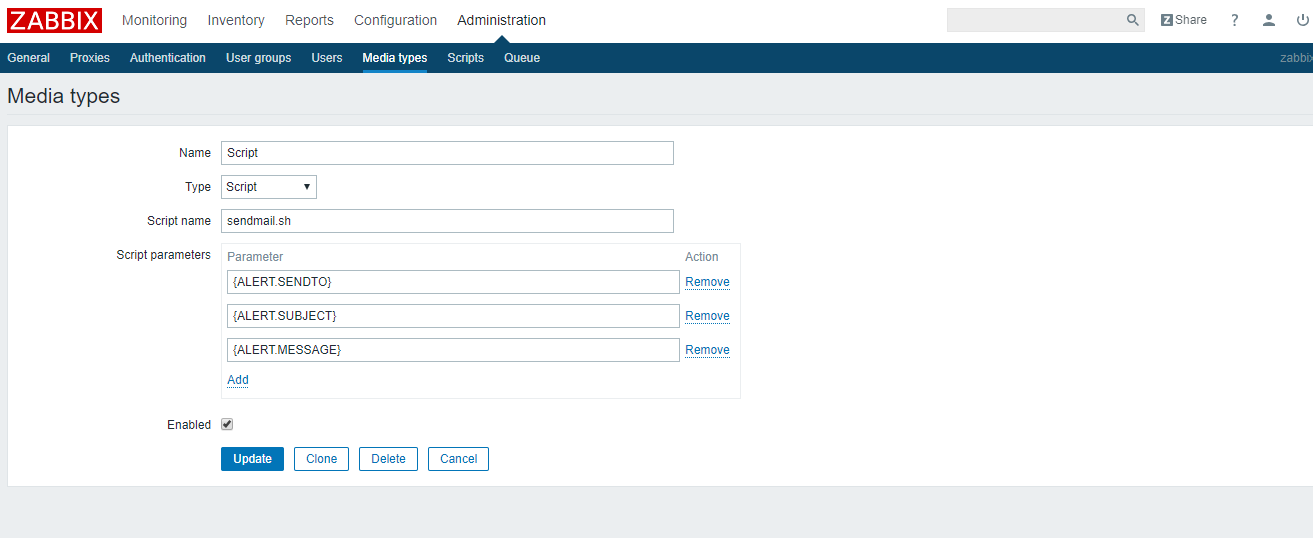 ZABBIX Monitoring Inventory Reports Configuration Administration Z Share ?
General Proxies Authentication User groups Users Media types Scripts Queue zabbix
Media types
Name Script
Type Script
Script name sendmail.sh
Script parameters Parameter Action
{ALERT.SENDTO} Remove
{ALERT.SUBJECT} Remove
{ALERT.MESSAGE} Remove
Add
Enabled
Update Clone Delete Cancel